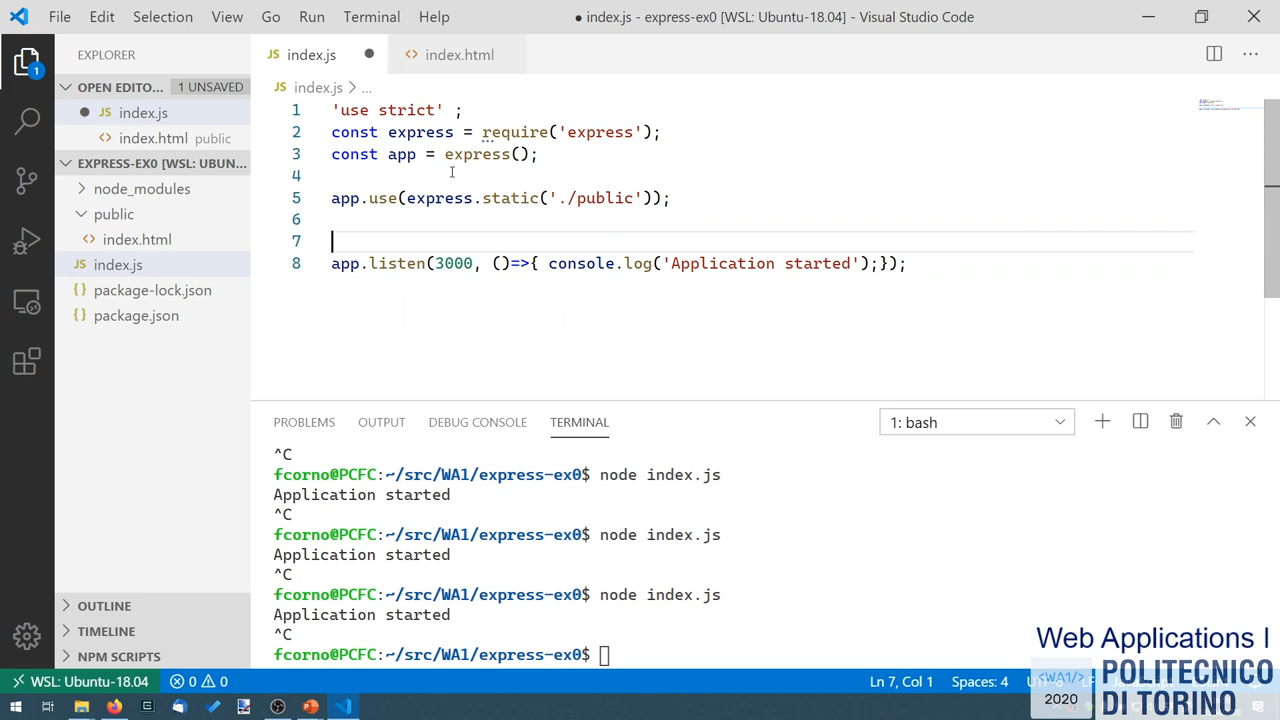 File Edit Selection View Go Run Terminal Help ● index.js - express-ex0 [WSL: Ubuntu-18.04] - Visual Studio Code
EXPLORER
JS index.js ●
<> index.html
OPEN EDITO... 1 UNSAVED
● JS index.js
<> index.html public
EXPRESS-EX0 [WSL: UBUN...
node_modules
public
<> index.html
JS index.js
{} package-lock.json
{} package.json
OUTLINE
TIMELINE
NPM SCRIPTS
1
JS index.js > ...
1 'use strict' ;
2 const express = require('express');
3 const app = express();
4
5 app.use(express.static('./public'));
6
7
8 app.listen(3000, ()=>{ console.log('Application started');});
PROBLEMS OUTPUT DEBUG CONSOLE TERMINAL 1: bash
^C
fcorno@PCFC:~/src/WA1/express-ex0$ node index.js
Application started
^C
fcorno@PCFC:~/src/WA1/express-ex0$ node index.js
Application started
^C
fcorno@PCFC:~/src/WA1/express-ex0$ node index.js
Application started
^C
fcorno@PCFC:~/src/WA1/express-ex0$
WSL: Ubuntu-18.04 0 0 Ln 7, Col 1 Spaces: 4
Web Applications I
<WA1/>
2020
POLITECNICO
DI TORINO